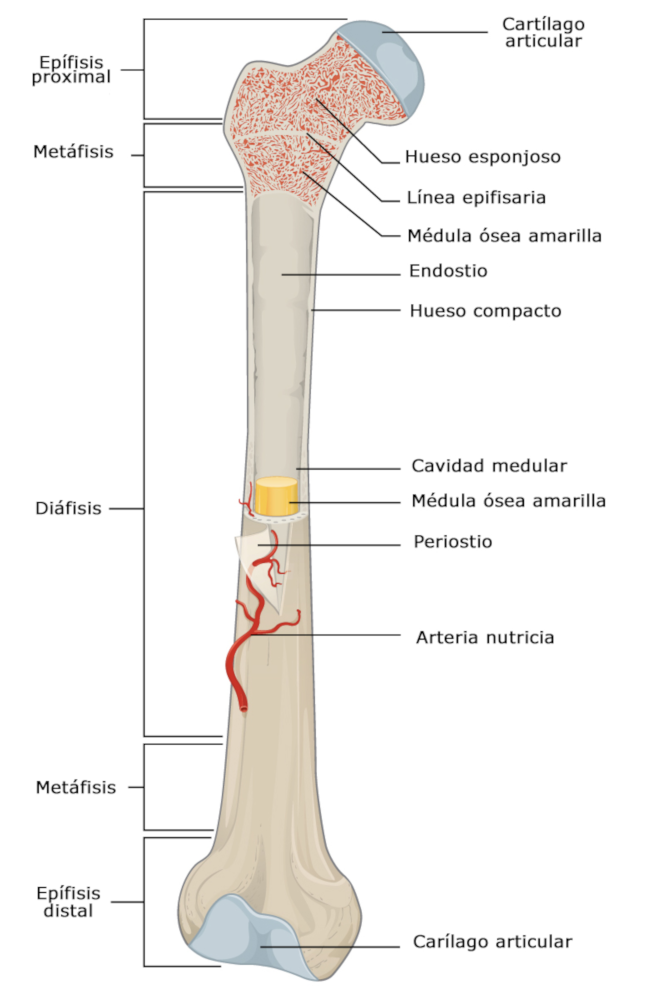 Cartílago
articular
Epífisis
proximal
Metáfisis
Hueso esponjoso
Línea epifisaria
Médula ósea amarilla
Endostio
Hueso compacto
Cavidad medular
Médula ósea amarilla
Diáfisis
Periostio
Arteria nutricia
Metáfisis
Epífisis
distal
Carílago articular